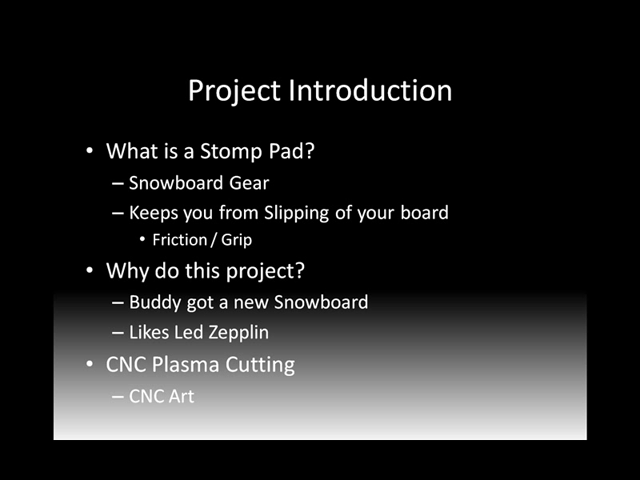 Project Introduction
• What is a Stomp Pad?
– Snowboard Gear
– Keeps you from Slipping of your board
• Friction / Grip
• Why do this project?
– Buddy got a new Snowboard
– Likes Led Zepplin
• CNC Plasma Cutting
– CNC Art